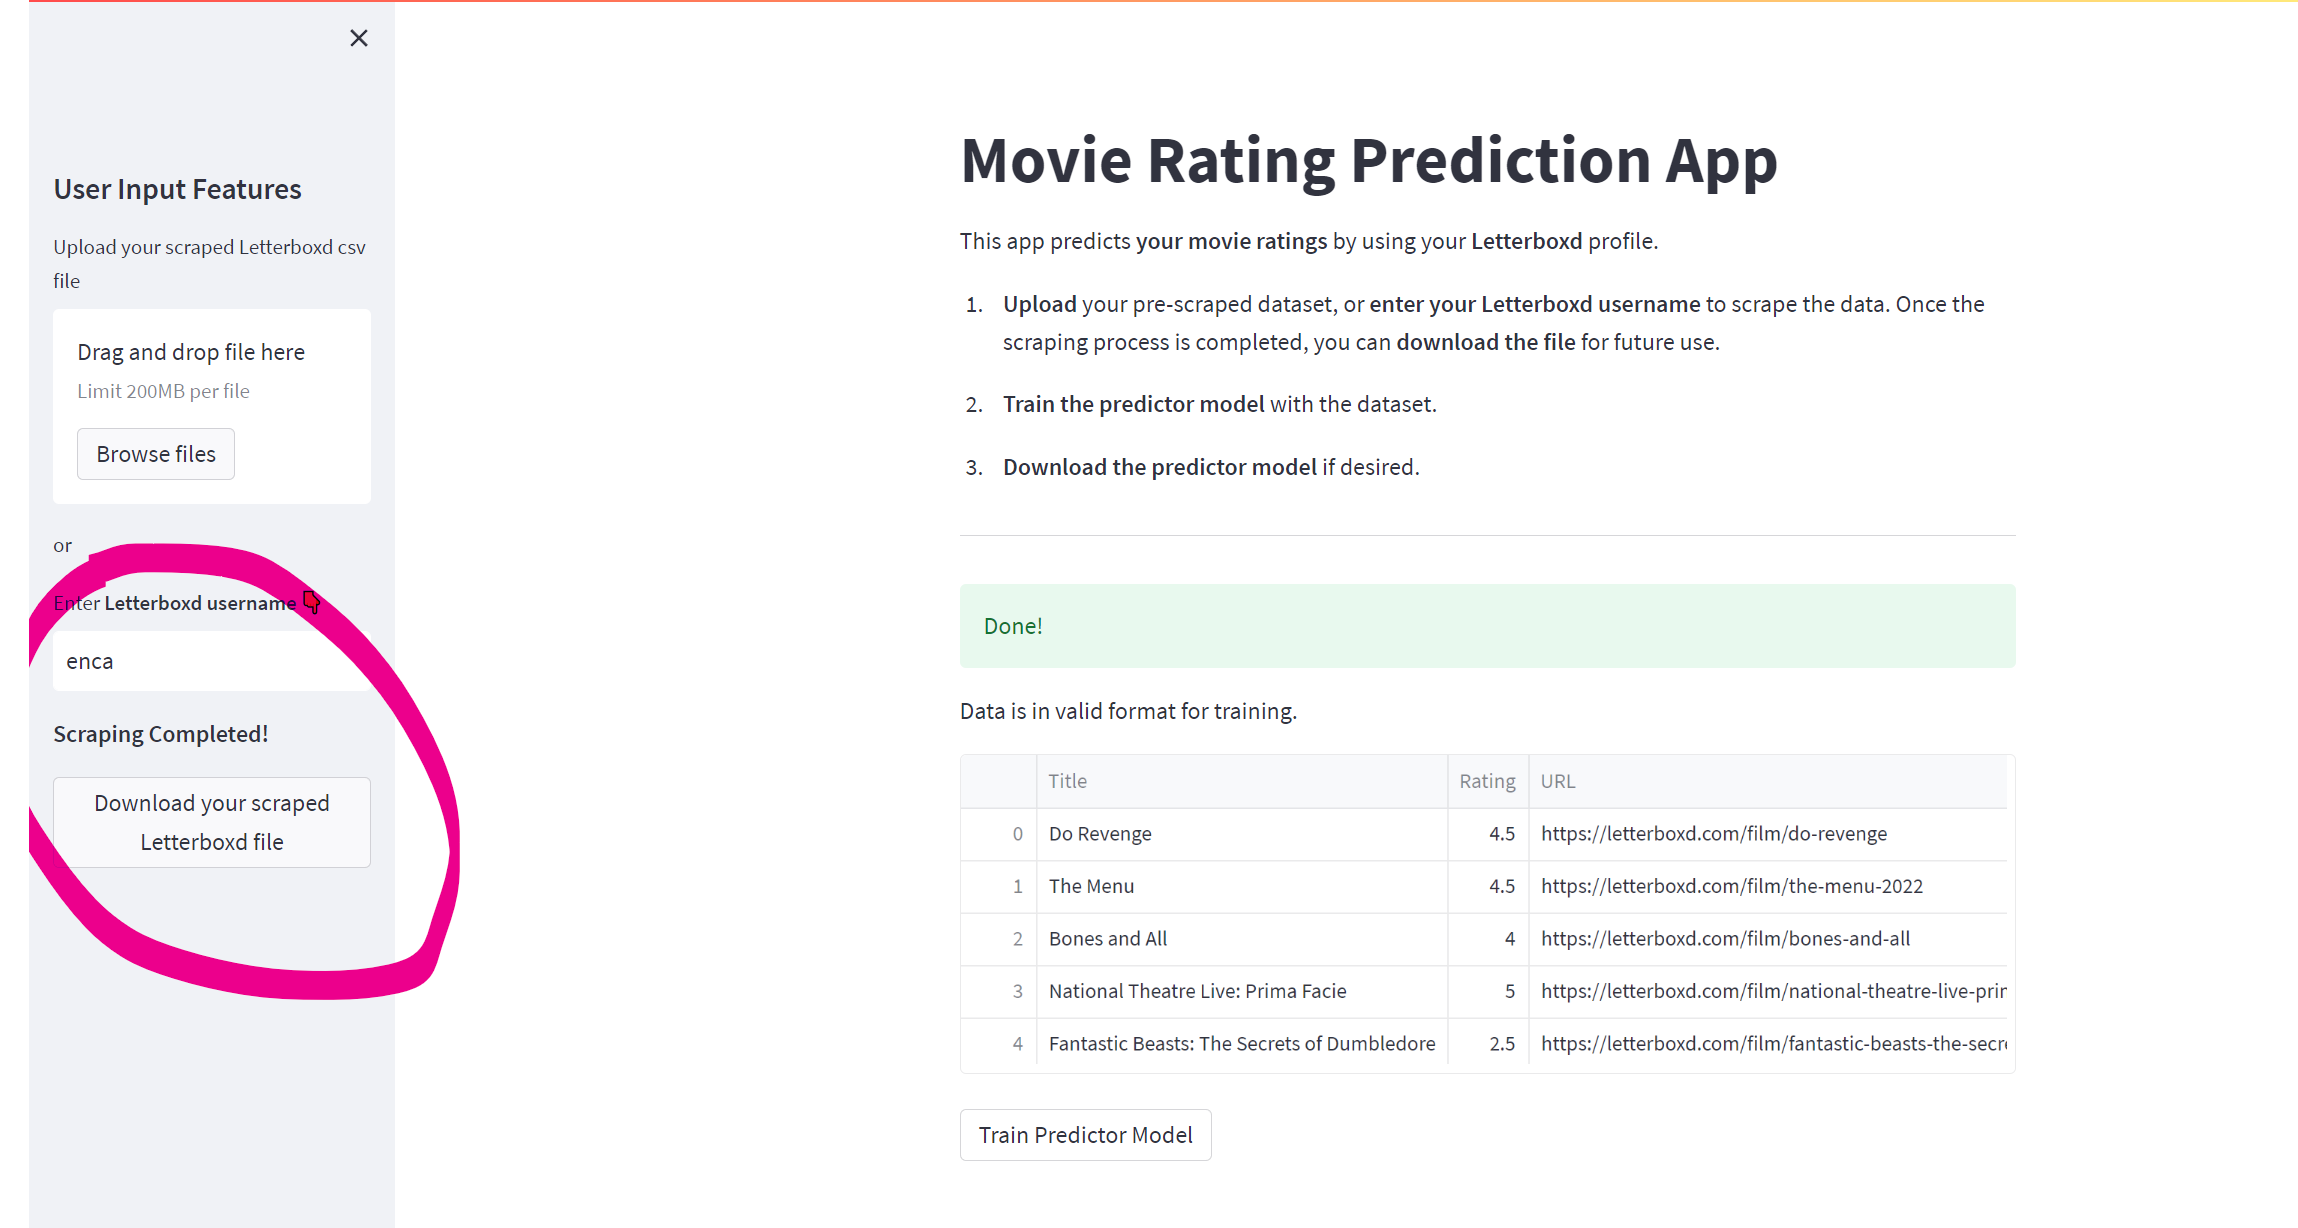 User Input Features
Upload your scraped Letterboxd csv
file
Drag and drop file here
Limit 200MB per file
Browse files
or
Enter Letterboxd username
enca
Scraping Completed!
Download your scraped
Letterboxd file
Movie Rating Prediction App
This app predicts your movie ratings by using your Letterboxd profile.
1. Upload your pre-scraped dataset, or enter your Letterboxd username to scrape the data. Once the
scraping process is completed, you can download the file for future use.
2. Train the predictor model with the dataset.
3. Download the predictor model if desired.
Done!
Data is in valid format for training.
Title Rating URL
0 Do Revenge 4.5 https://letterboxd.com/film/do-revenge
1 The Menu 4.5 https://letterboxd.com/film/the-menu-2022
2 Bones and All 4 https://letterboxd.com/film/bones-and-all
3 National Theatre Live: Prima Facie 5 https://letterboxd.com/film/national-theatre-live-prin
4 Fantastic Beasts: The Secrets of Dumbledore 2.5 https://letterboxd.com/film/fantastic-beasts-the-secre
Train Predictor Model